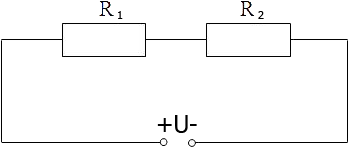 R₁ R₂
+U-